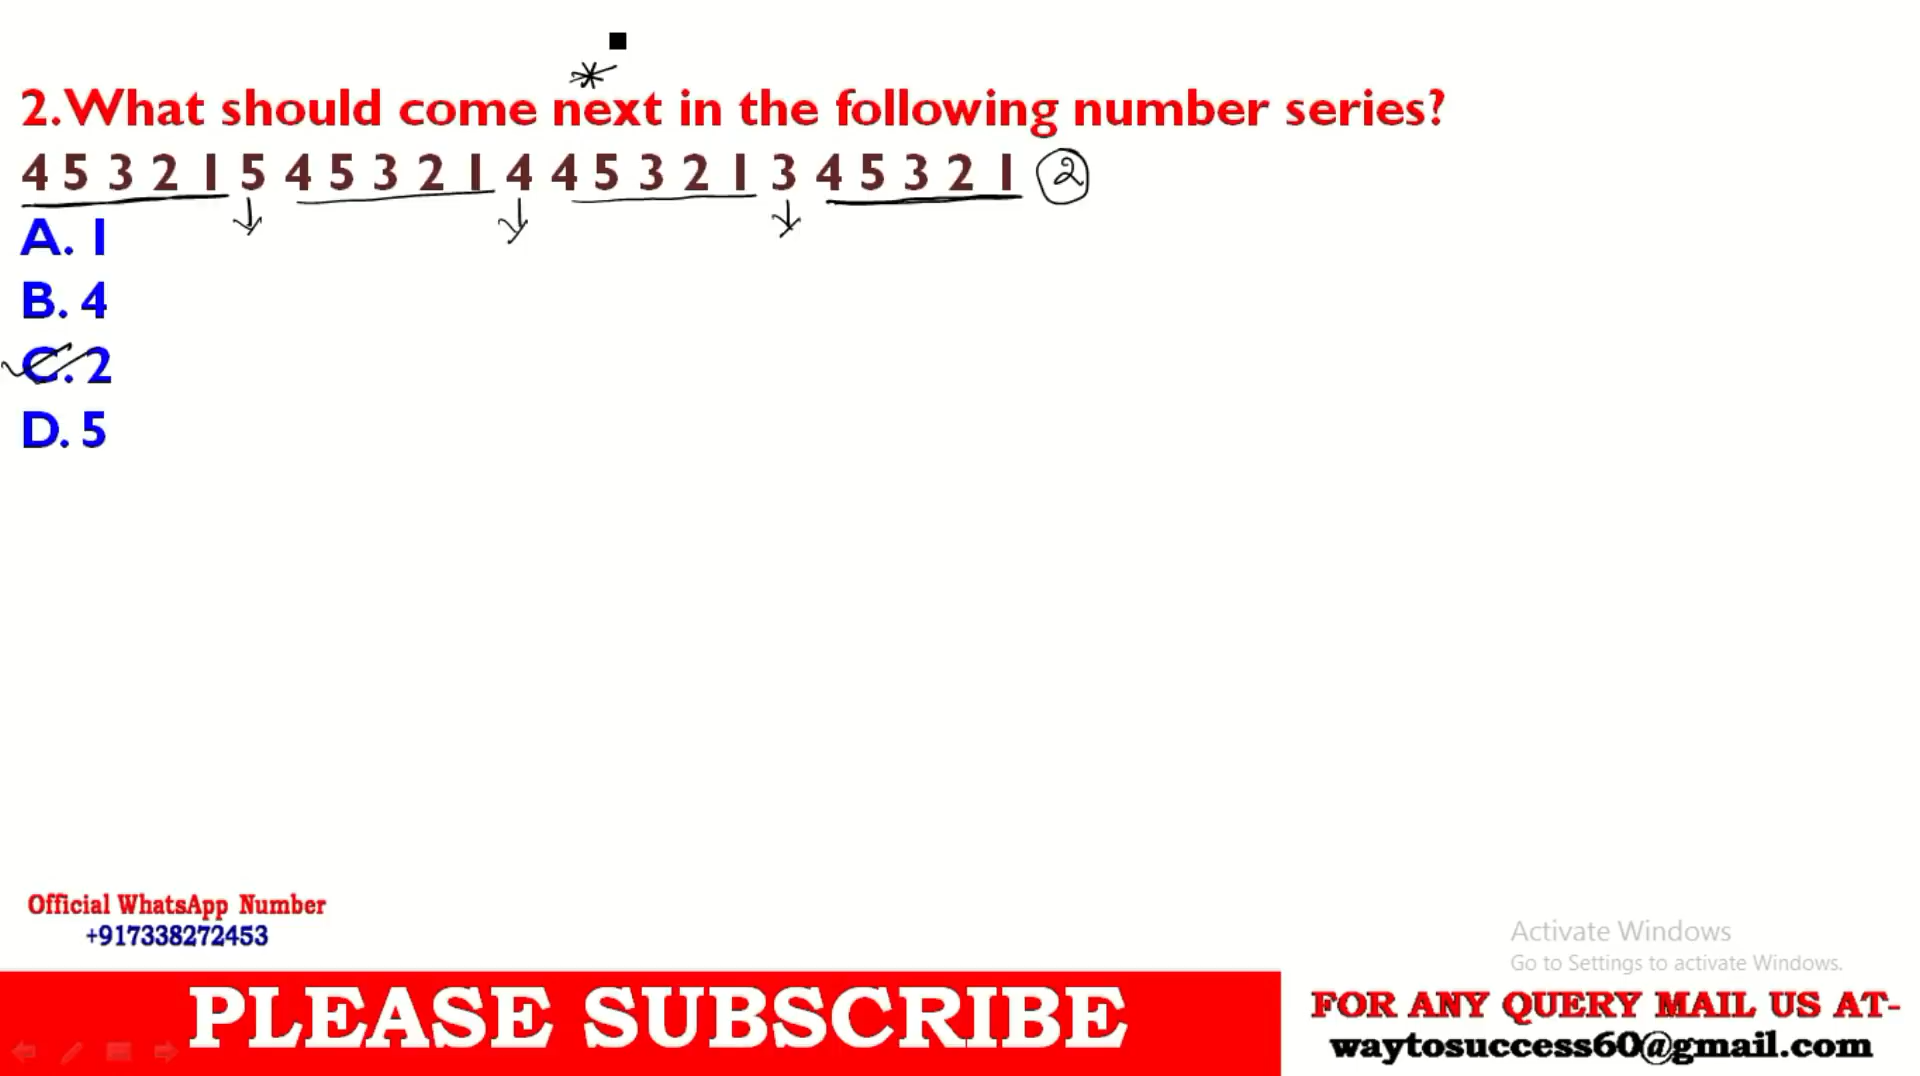 2. What should come next in the following number series?
4 5 3 2 1 5 4 5 3 2 1 4 4 5 3 2 1 3 4 5 3 2 1 2
A. 1
B. 4
C. 2
D. 5
Official WhatsApp Number
+917338272453
Activate Windows
Go to Settings to activate Windows.
PLEASE SUBSCRIBE
FOR ANY QUERY MAIL US AT-
waytosuccess60@gmail.com